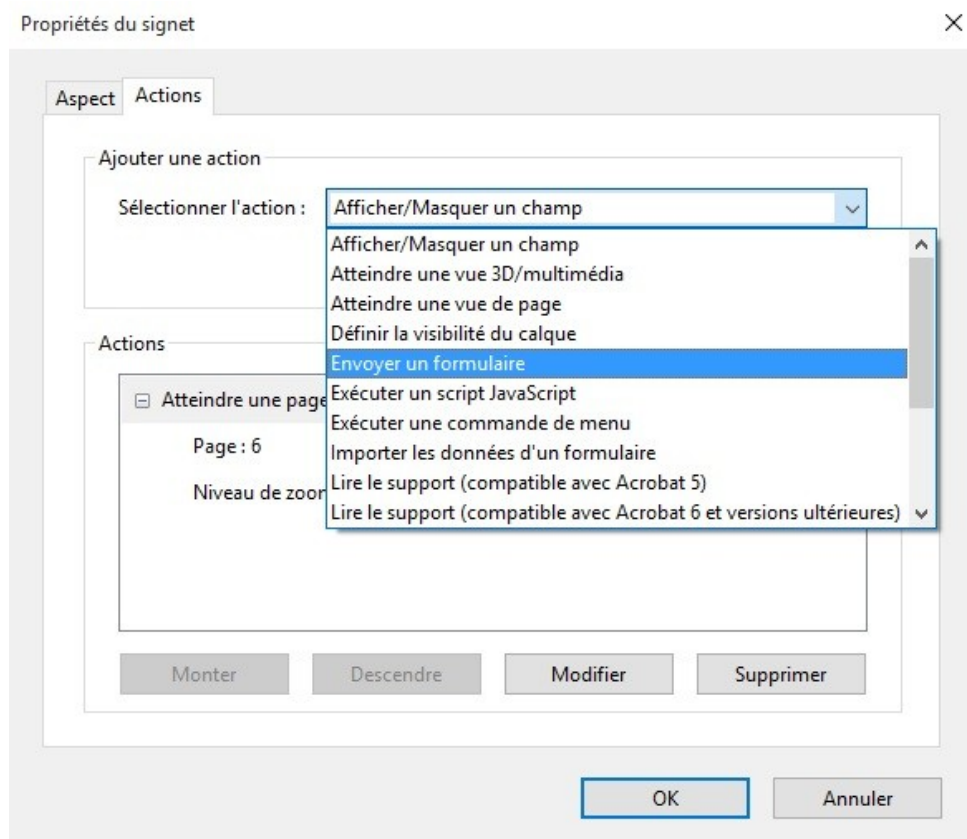 Propriétés du signet
Aspect Actions
Ajouter une action
Sélectionner l'action : Afficher/Masquer un champ
Afficher/Masquer un champ
Atteindre une vue 3D/multimédia
Atteindre une vue de page
Définir la visibilité du calque
Actions
Envoyer un formulaire
Atteindre une page
Exécuter un script JavaScript
Exécuter une commande de menu
Page : 6
Importer les données d'un formulaire
Lire le support (compatible avec Acrobat 5)
Niveau de
Lire le support (compatible avec Acrobat 6 et versions ultérieures)
Monter Descendre Modifier Supprimer
OK Annuler